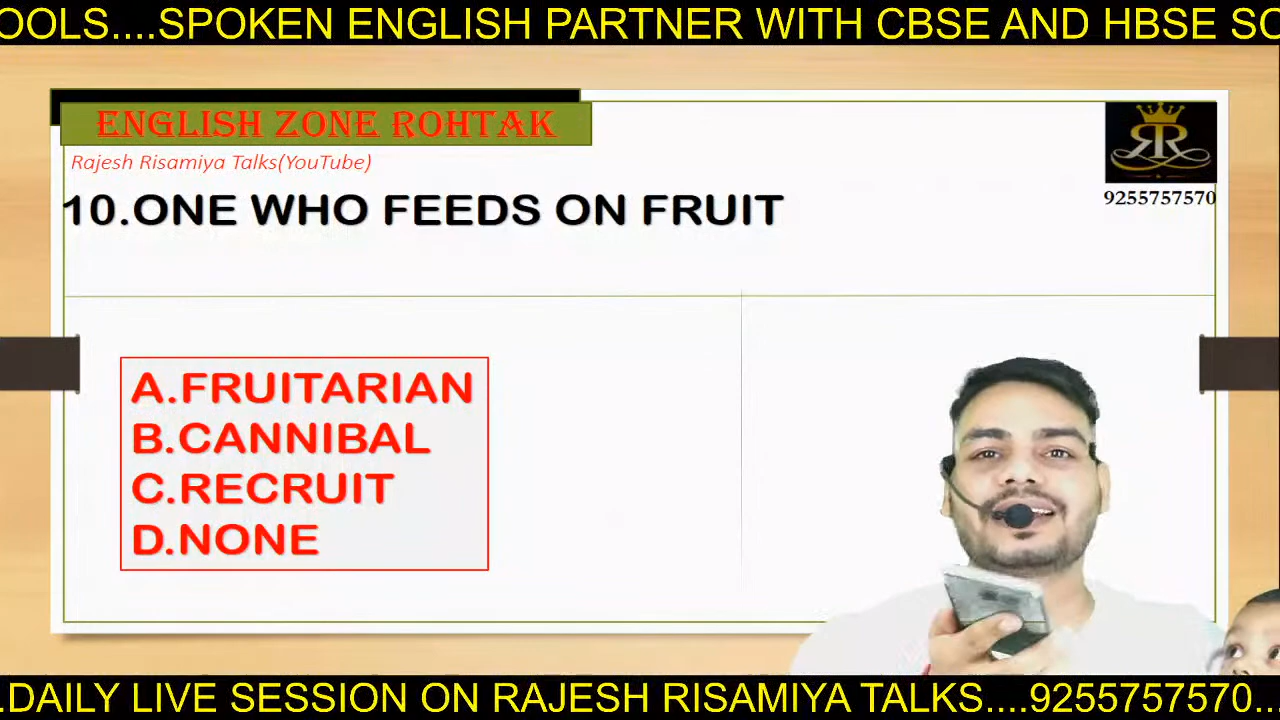 OOLS....SPOKEN ENGLISH PARTNER WITH CBSE AND HBSE SC
ENGLISH ZONE ROHTAK
Rajesh Risamiya Talks(YouTube)
RR
9255757570
10.ONE WHO FEEDS ON FRUIT
A.FRUITARIAN
B.CANNIBAL
C.RECRUIT
D.NONE
.DAILY LIVE SESSION ON RAJESH RISAMIYA TALKS....9255757570...